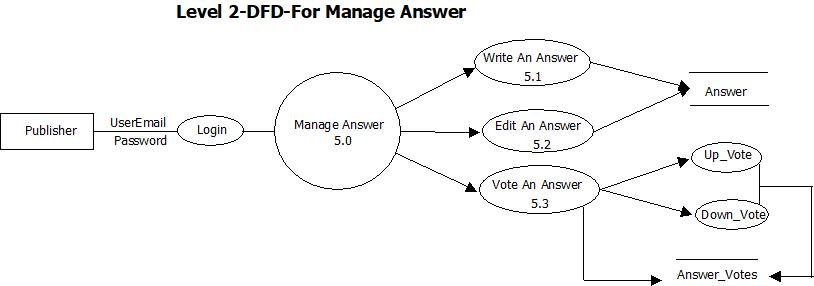 Level 2-DFD-For Manage Answer
Publisher
UserEmail
Password
Login
Manage Answer
5.0
Write An Answer
5.1
Edit An Answer
5.2
Vote An Answer
5.3
Answer
Up_Vote
Down_Vote
Answer_Votes